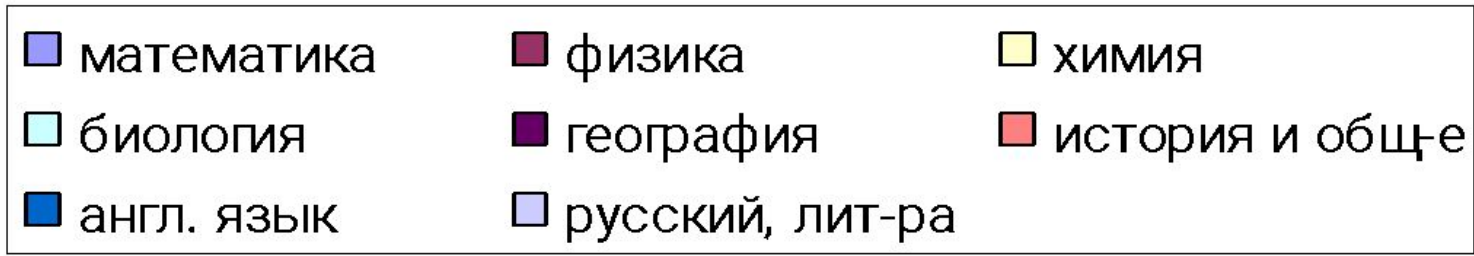 математика физика химия
биология география история и общ-е
англ. язык русский, лит-ра